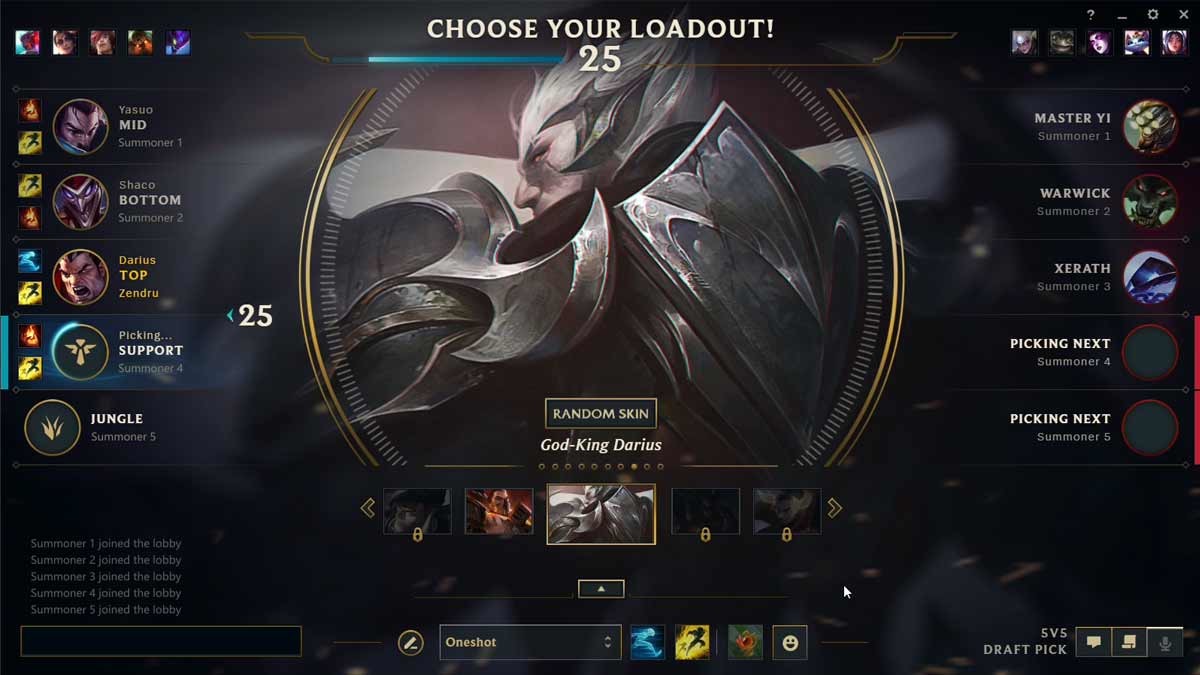 ?
CHOOSE YOUR LOADOUT!
25
Yasuo
MID
Summoner 1
Shaco
BOTTOM
Summoner 2
Darius
TOP
Zendru
25
Picking...
SUPPORT
Summoner 4
JUNGLE
Summoner 5
MASTER YI
Summoner 1
WARWICK
Summoner 2
XERATH
Summoner 3
PICKING NEXT
Summoner 4
PICKING NEXT
Summoner 5
RANDOM SKIN
God-King Darius
Summoner 1 joined the lobby
Summoner 2 joined the lobby
Summoner 3 joined the lobby
Summoner 4 joined the lobby
Summoner 5 joined the lobby
Oneshot
5V5
DRAFT PICK